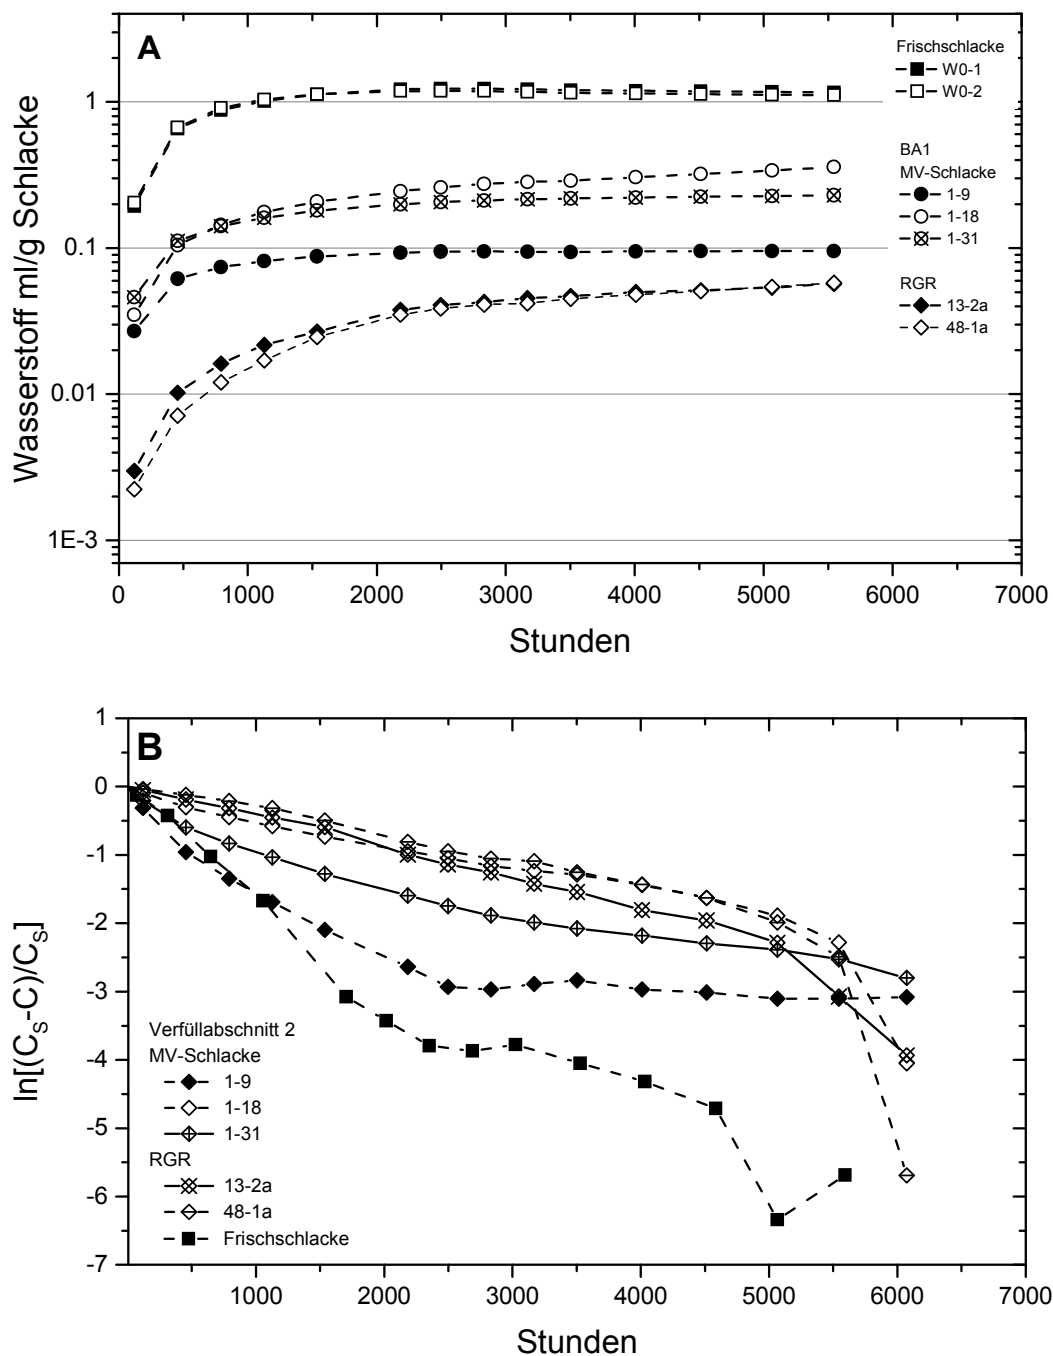 A
Wasserstoff ml/g Schlacke
1
0.1
0.01
1E-3
0 1000 2000 3000 4000 5000 6000 7000
Stunden
Frischschlacke
W0-1
W0-2
BA1
MV-Schlacke
1-9
1-18
1-31
RGR
13-2a
48-1a
B
ln[(C_S-C)/C_S]
1
0
-1
-2
-3
-4
-5
-6
-7
1000 2000 3000 4000 5000 6000 7000
Stunden
Verfüllabschnitt 2
MV-Schlacke
1-9
1-18
1-31
RGR
13-2a
48-1a
Frischschlacke